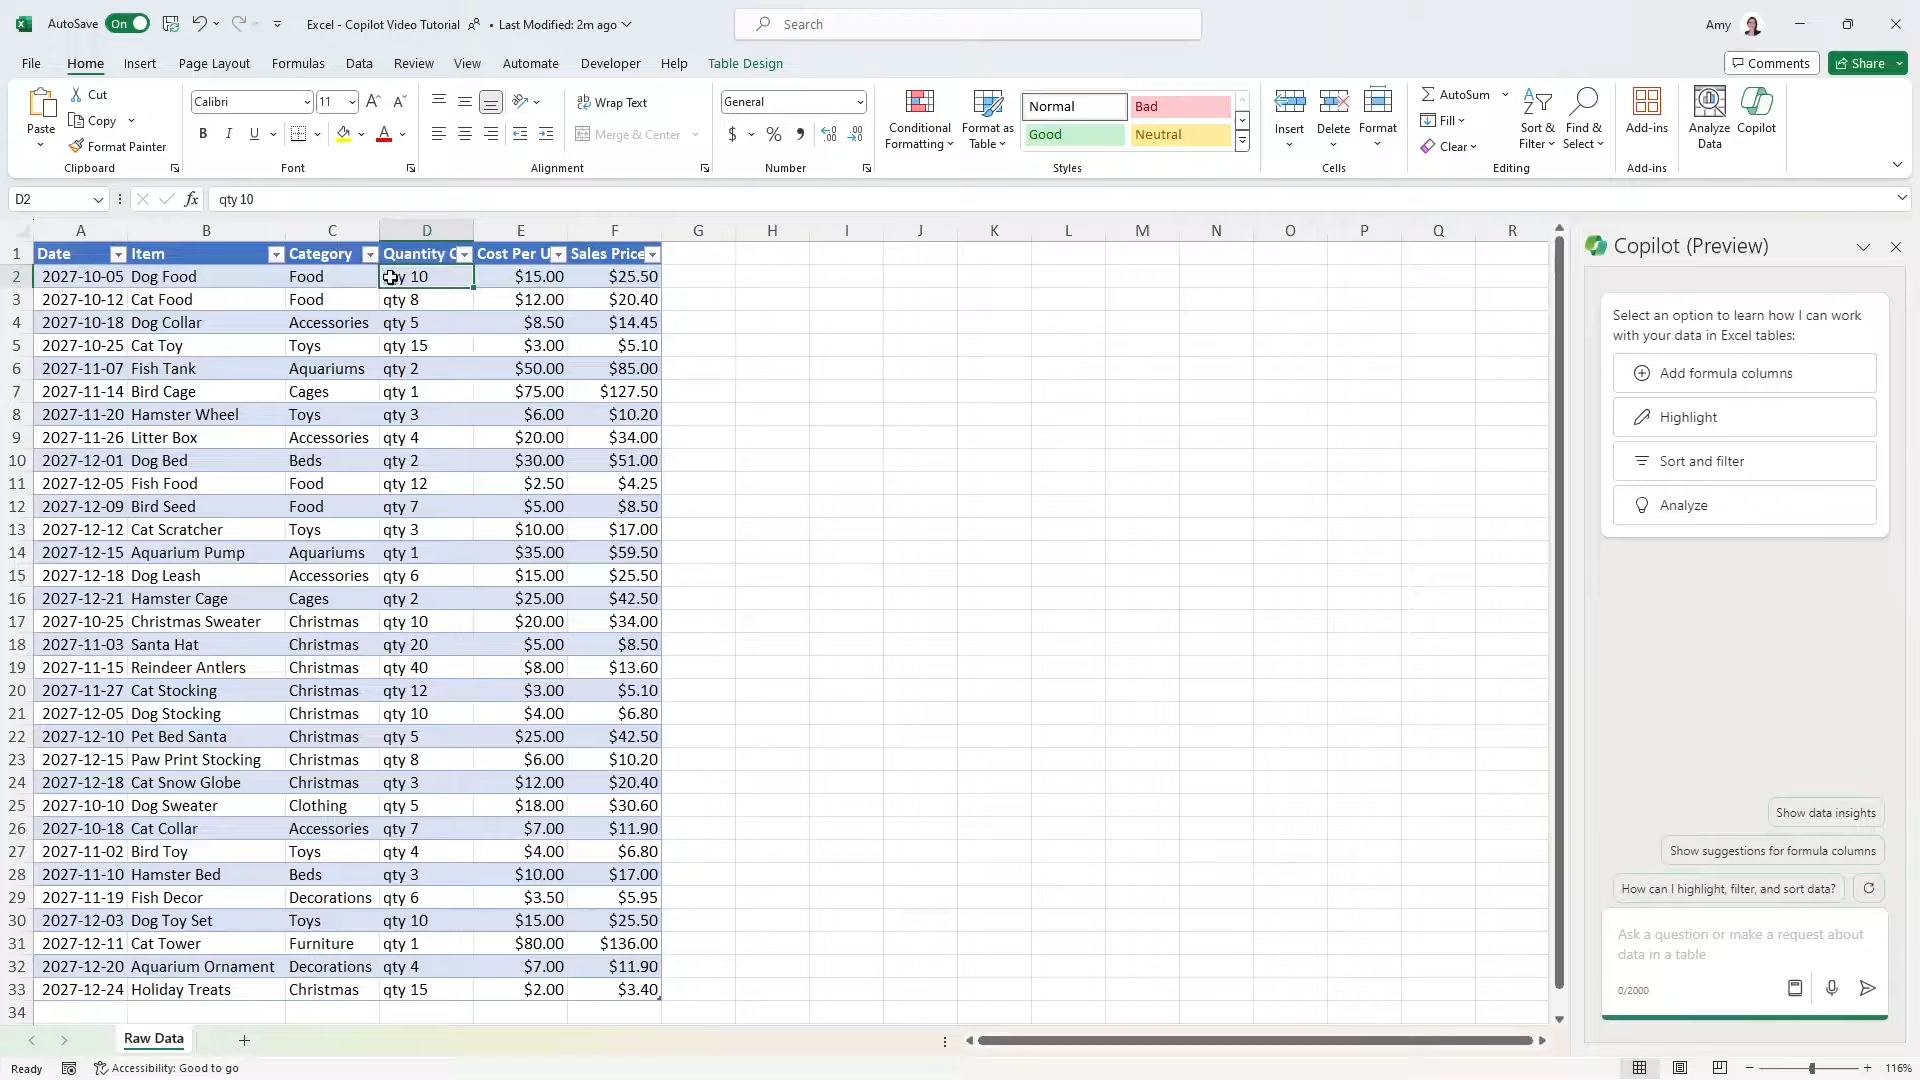 AutoSave On Excel - Copilot Video Tutorial • Last Modified: 2m ago Search Amy
File Home Insert Page Layout Formulas Data Review View Automate Developer Help Table Design Comments Share
Paste Cut Copy Format Painter Clipboard
Calibri 11 B I U A Font
Wrap Text Merge & Center Alignment
General $ % Number
Conditional Formatting Format as Table Normal Bad Good Neutral Styles
Insert Delete Format Cells
AutoSum Fill Clear Sort & Filter Find & Select Editing
Add-ins Add-ins
Analyze Data Copilot
D2 fx qty 10
A B C D E F G H I J K L M N O P Q R
1 Date Item Category Quantity Cost Per U Sales Price
2 2027-10-05 Dog Food Food qty 10 $15.00 $25.50
3 2027-10-12 Cat Food Food qty 8 $12.00 $20.40
4 2027-10-18 Dog Collar Accessories qty 5 $8.50 $14.45
5 2027-10-25 Cat Toy Toys qty 15 $3.00 $5.10
6 2027-11-07 Fish Tank Aquariums qty 2 $50.00 $85.00
7 2027-11-14 Bird Cage Cages qty 1 $75.00 $127.50
8 2027-11-20 Hamster Wheel Toys qty 3 $6.00 $10.20
9 2027-11-26 Litter Box Accessories qty 4 $20.00 $34.00
10 2027-12-01 Dog Bed Beds qty 2 $30.00 $51.00
11 2027-12-05 Fish Food Food qty 12 $2.50 $4.25
12 2027-12-09 Bird Seed Food qty 7 $5.00 $8.50
13 2027-12-12 Cat Scratcher Toys qty 3 $10.00 $17.00
14 2027-12-15 Aquarium Pump Aquariums qty 1 $35.00 $59.50
15 2027-12-18 Dog Leash Accessories qty 6 $15.00 $25.50
16 2027-12-21 Hamster Cage Cages qty 2 $25.00 $42.50
17 2027-10-25 Christmas Sweater Christmas qty 10 $20.00 $34.00
18 2027-11-03 Santa Hat Christmas qty 20 $5.00 $8.50
19 2027-11-15 Reindeer Antlers Christmas qty 40 $8.00 $13.60
20 2027-11-27 Cat Stocking Christmas qty 12 $3.00 $5.10
21 2027-12-05 Dog Stocking Christmas qty 10 $4.00 $6.80
22 2027-12-10 Pet Bed Santa Christmas qty 5 $25.00 $42.50
23 2027-12-15 Paw Print Stocking Christmas qty 8 $6.00 $10.20
24 2027-12-18 Cat Snow Globe Christmas qty 3 $12.00 $20.40
25 2027-10-10 Dog Sweater Clothing qty 5 $18.00 $30.60
26 2027-10-18 Cat Collar Accessories qty 7 $7.00 $11.90
27 2027-11-02 Bird Toy Toys qty 4 $4.00 $6.80
28 2027-11-10 Hamster Bed Beds qty 3 $10.00 $17.00
29 2027-11-19 Fish Decor Decorations qty 6 $3.50 $5.95
30 2027-12-03 Dog Toy Set Toys qty 10 $15.00 $25.50
31 2027-12-11 Cat Tower Furniture qty 1 $80.00 $136.00
32 2027-12-20 Aquarium Ornament Decorations qty 4 $7.00 $11.90
33 2027-12-24 Holiday Treats Christmas qty 15 $2.00 $3.40
34
Copilot (Preview)
Select an option to learn how I can work
with your data in Excel tables:
Add formula columns
Highlight
Sort and filter
Analyze
Show data insights
Show suggestions for formula columns
How can I highlight, filter, and sort data?
Ask a question or make a request about
data in a table
0/2000
Raw Data
Ready Accessibility: Good to go 116%